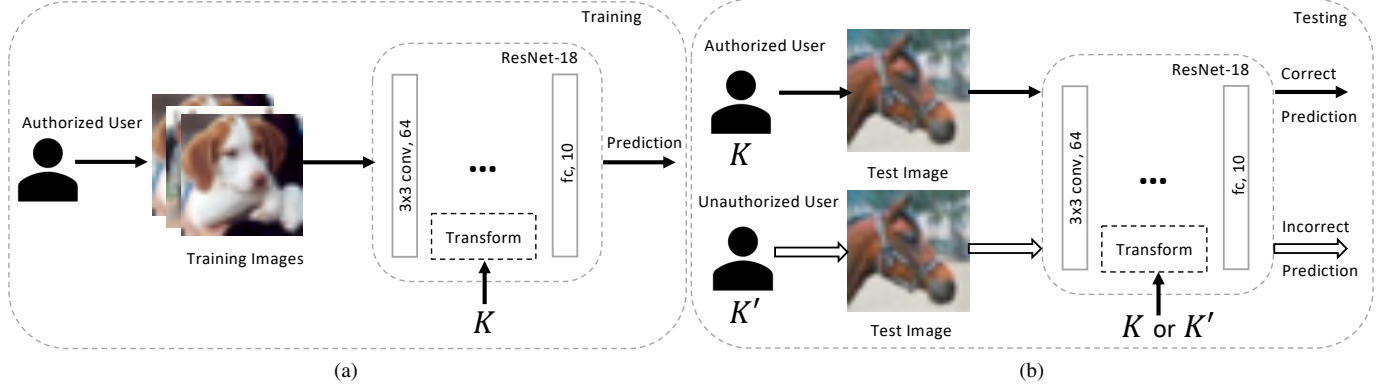 Training
ResNet-18
Authorized User
3x3 conv, 64
...
fc, 10
Prediction
Transform
Training Images
K
(a)
Testing
Authorized User
K
Test Image
ResNet-18
Correct
Prediction
3x3 conv, 64
...
fc, 10
Unauthorized User
K′
Test Image
Transform
Incorrect
Prediction
K or K′
(b)